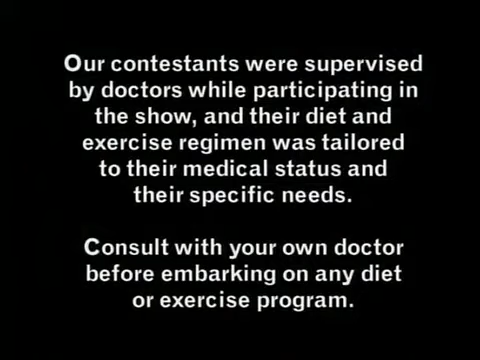 Our contestants were supervised
by doctors while participating in
the show, and their diet and
exercise regimen was tailored
to their medical status and
their specific needs.
Consult with your own doctor
before embarking on any diet
or exercise program.